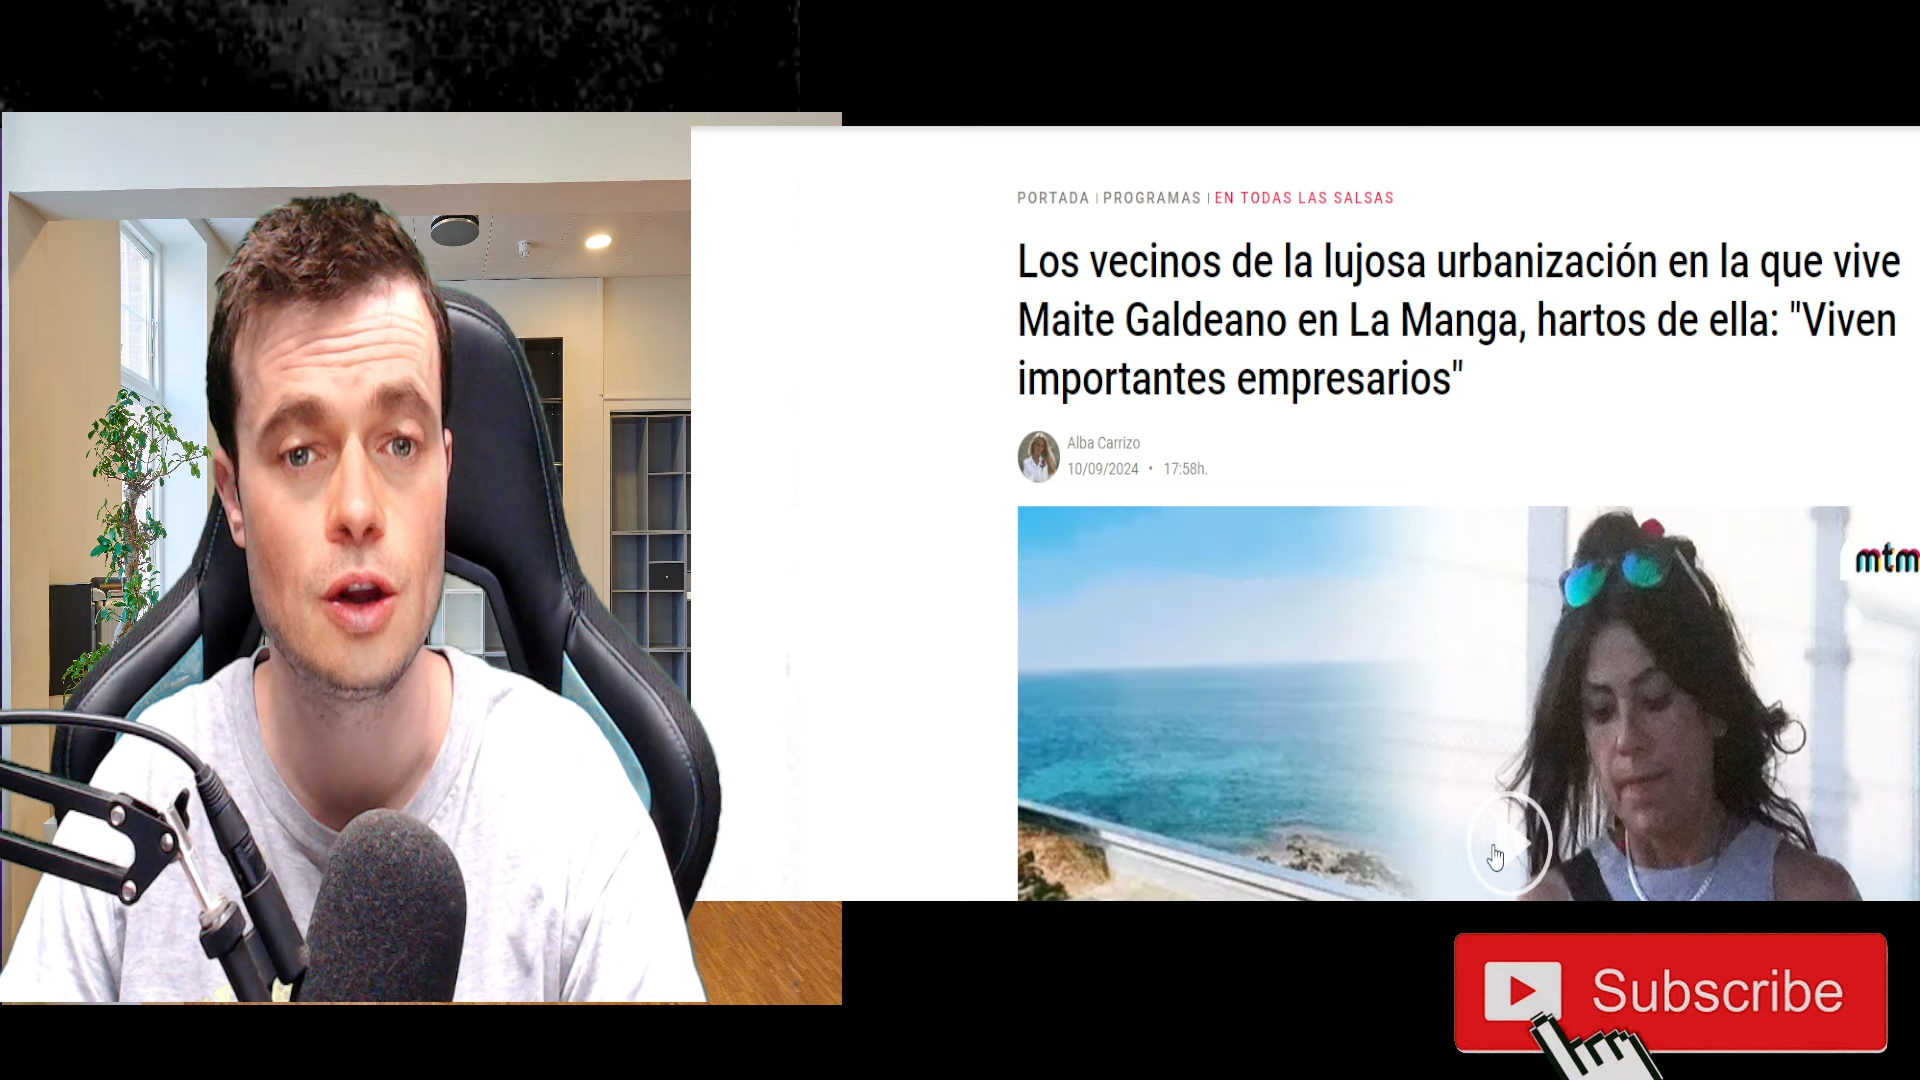 PORTADA | PROGRAMAS | EN TODAS LAS SALSAS
Los vecinos de la lujosa urbanización en la que vive
Maite Galdeano en La Manga, hartos de ella: "Viven
importantes empresarios"
Alba Carrizo
10/09/2024 • 17:58h.
mtm
Subscribe